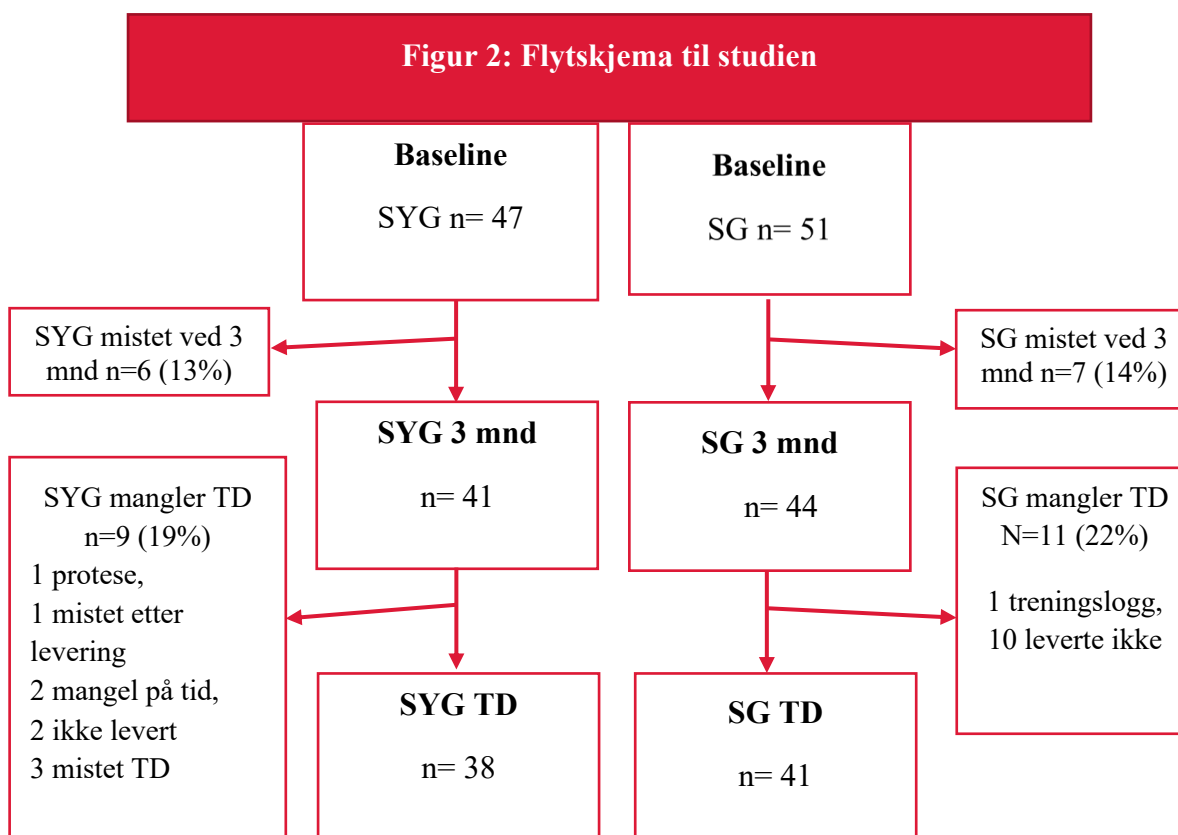 Figur 2: Flytskjema til studien
Baseline
SYG n= 47
Baseline
SG n= 51
SYG mistet ved 3
mnd n=6 (13%)
SG mistet ved 3
mnd n=7 (14%)
SYG 3 mnd
n= 41
SG 3 mnd
n= 44
SYG mangler TD
n=9 (19%)
1 protese,
1 mistet etter
levering
2 mangel på tid,
2 ikke levert
3 mistet TD
SG mangler TD
N=11 (22%)
1 treningslogg,
10 leverte ikke
SYG TD
n= 38
SG TD
n= 41